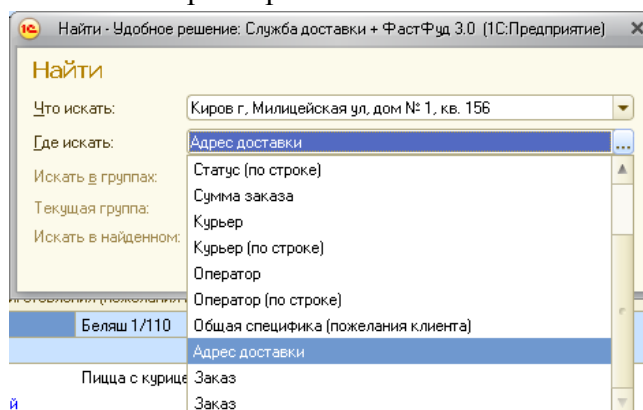 Найти - Удобное решение: Служба доставки + ФастФуд 3.0 (1С:Предприятие)
Найти
Что искать: Киров г, Милицейская ул, дом № 1, кв. 156
Где искать: Адрес доставки ...
Искать в группах: Статус (по строке)
Текущая группа: Сумма заказа
Искать в найденном: Курьер
Курьер (по строке)
Оператор
Оператор (по строке)
Беляш 1/110 Общая специфика (пожелания клиента)
Адрес доставки
Пицца с курице Заказ
й Заказ